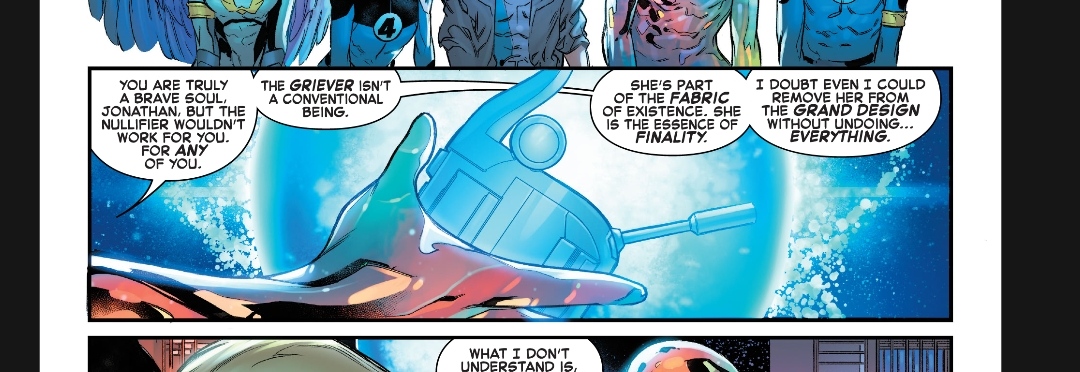 4
YOU ARE TRULY
A BRAVE SOUL,
JONATHAN, BUT THE
NULLIFIER WOULDN'T
WORK FOR YOU.
FOR ANY
OF YOU.
THE GRIEVER ISN'T
A CONVENTIONAL
BEING.
SHE'S PART
OF THE FABRIC
OF EXISTENCE. SHE
IS THE ESSENCE OF
FINALITY.
I DOUBT EVEN I COULD
REMOVE HER FROM
THE GRAND DESIGN
WITHOUT UNDOING...
EVERYTHING.
WHAT I DON'T
UNDERSTAND IS,